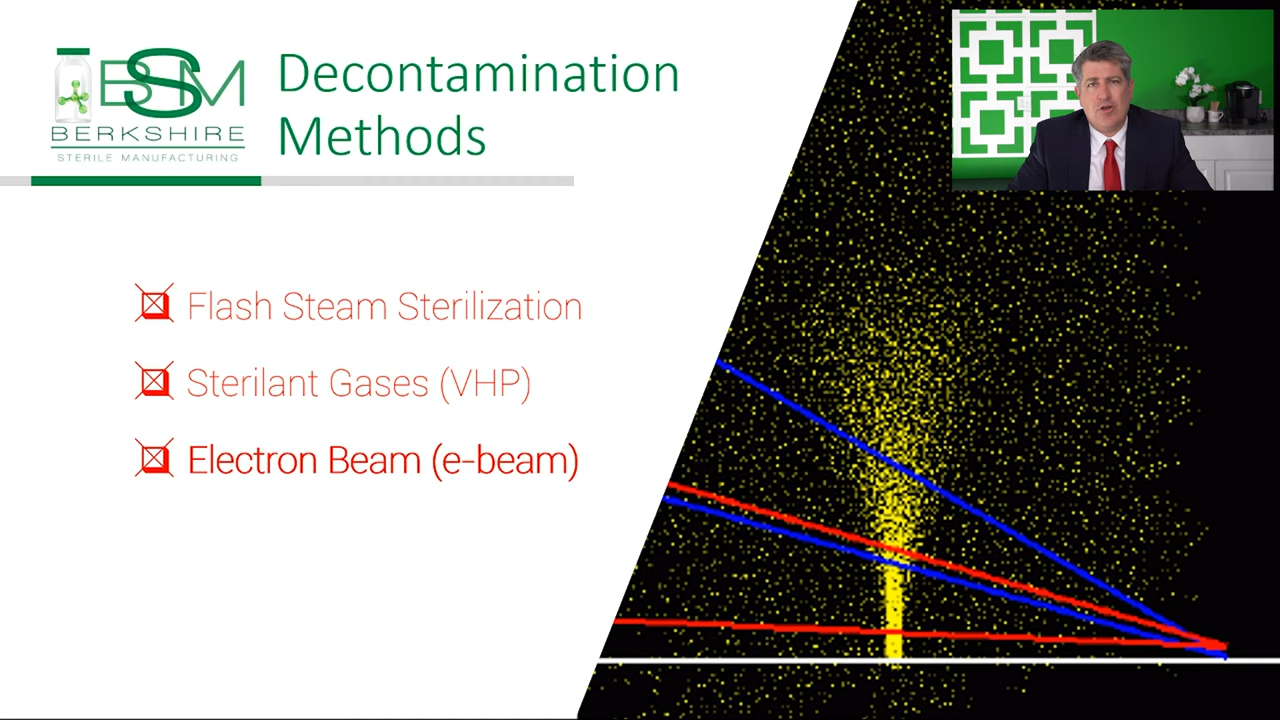 BSM
BERKSHIRE
STERILE MANUFACTURING
Decontamination
Methods
Flash Steam Sterilization
Sterilant Gases (VHP)
Electron Beam (e-beam)